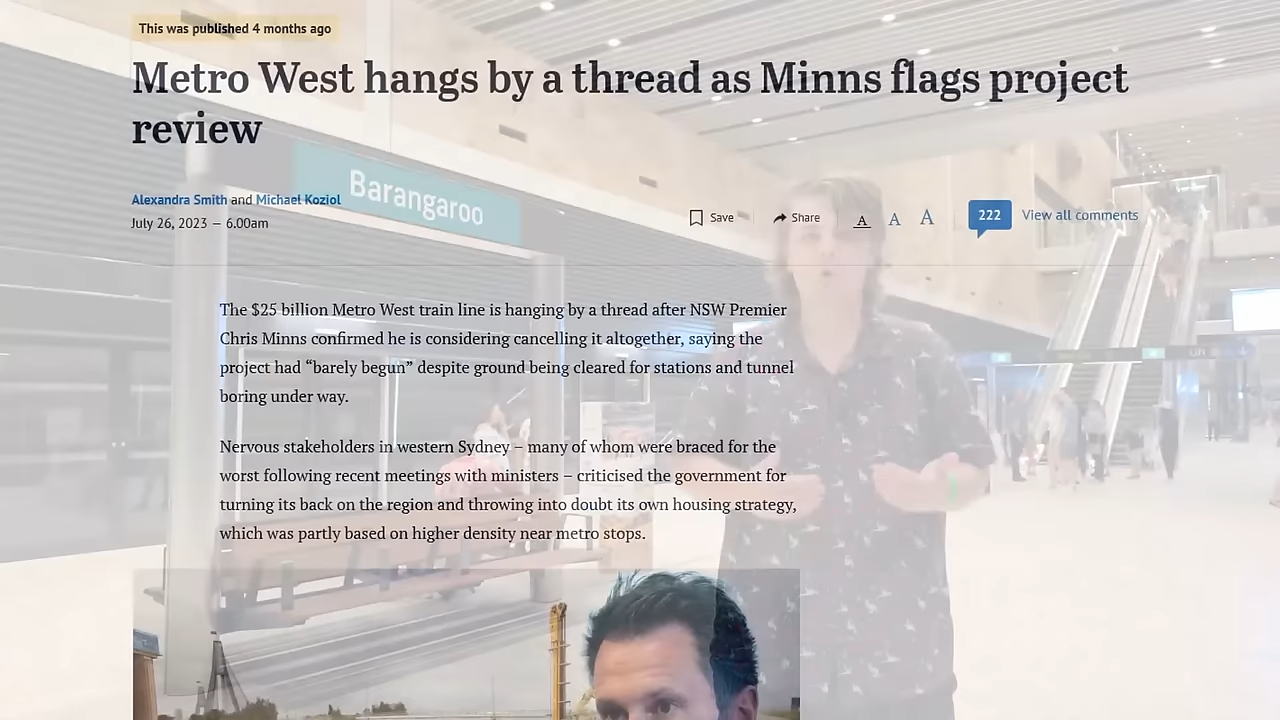 This was published 4 months ago
Metro West hangs by a thread as Minns flags project
review
Alexandra Smith and Michael Koziol
July 26, 2023 — 6.00am
Save
Share
A A A
222
View all comments
Barangaroo
The $25 billion Metro West train line is hanging by a thread after NSW Premier
Chris Minns confirmed he is considering cancelling it altogether, saying the
project had “barely begun” despite ground being cleared for stations and tunnel
boring under way.
Nervous stakeholders in western Sydney – many of whom were braced for the
worst following recent meetings with ministers – criticised the government for
turning its back on the region and throwing into doubt its own housing strategy,
which was partly based on higher density near metro stops.